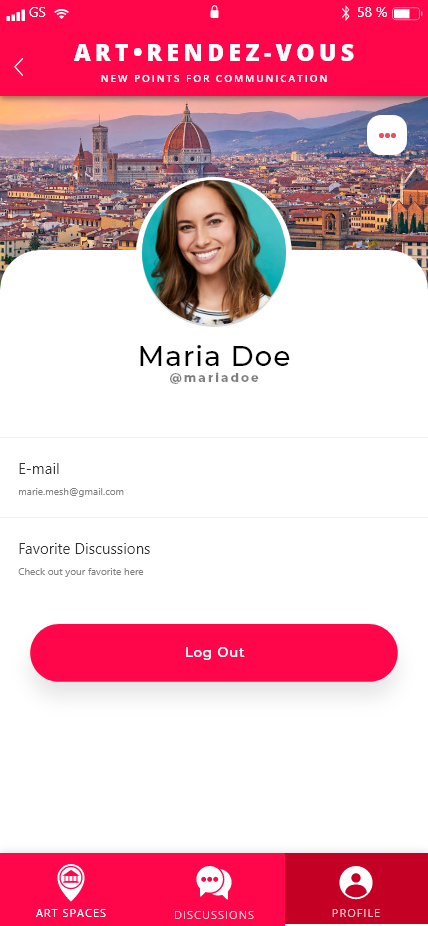 GS 58 %
ART•RENDEZ-VOUS
NEW POINTS FOR COMMUNICATION
Maria Doe
@mariadoe
E-mail
marie.mesh@gmail.com
Favorite Discussions
Check out your favorite here
Log Out
ART SPACES DISCUSSIONS PROFILE